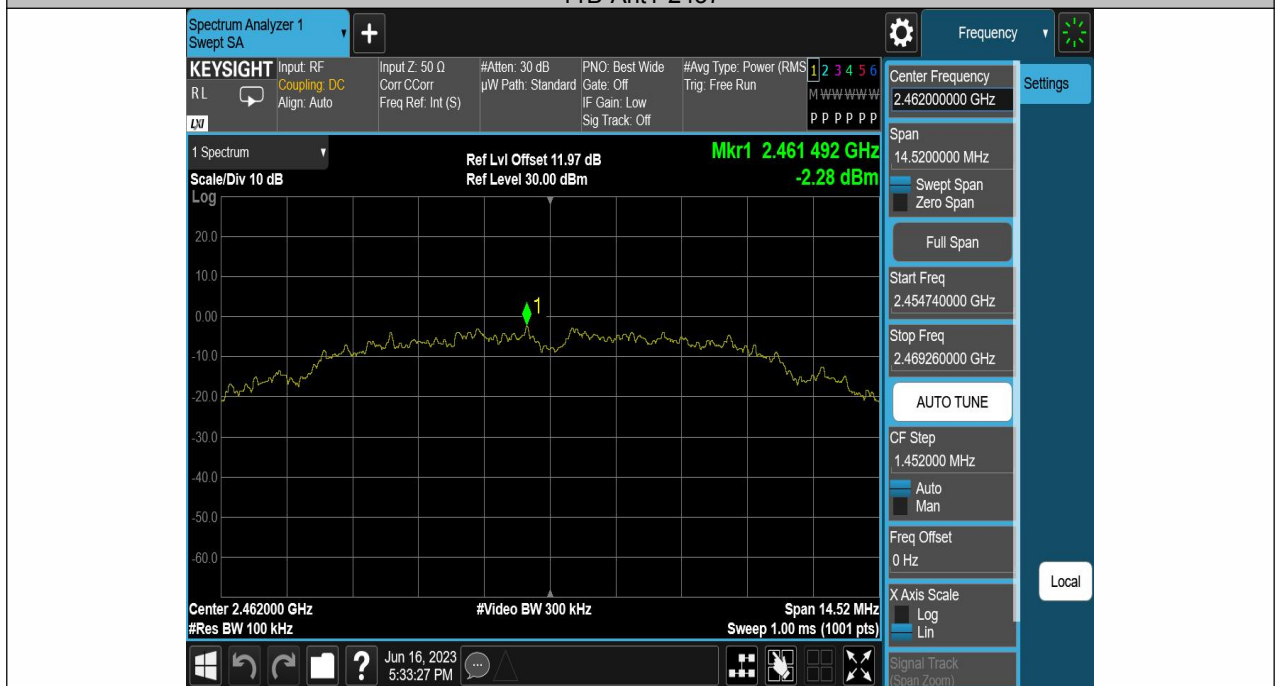 Spectrum Analyzer 1
Swept SA
+
Frequency
KEYSIGHT
RL
LXI
Input: RF
Coupling: DC
Align: Auto
Input Z: 50 Ω
Corr CCorr
Freq Ref: Int (S)
#Atten: 30 dB
µW Path: Standard
PNO: Best Wide
Gate: Off
IF Gain: Low
Sig Track: Off
#Avg Type: Power (RMS
Trig: Free Run
1 2 3 4 5 6
M W W W W W
P P P P P P
1 Spectrum
Scale/Div 10 dB
Log
Ref Lvl Offset 11.97 dB
Ref Level 30.00 dBm
Mkr1 2.461 492 GHz
-2.28 dBm
20.0
10.0
0.00
-10.0
-20.0
-30.0
-40.0
-50.0
-60.0
1
Center 2.462000 GHz
#Res BW 100 kHz
#Video BW 300 kHz
Span 14.52 MHz
Sweep 1.00 ms (1001 pts)
Center Frequency
2.462000000 GHz
Span
14.5200000 MHz
Swept Span
Zero Span
Full Span
Start Freq
2.454740000 GHz
Stop Freq
2.469260000 GHz
AUTO TUNE
CF Step
1.452000 MHz
Auto
Man
Freq Offset
0 Hz
X Axis Scale
Log
Lin
Signal Track
(Span Zoom)
Settings
Local
?
Jun 16, 2023
5:33:27 PM